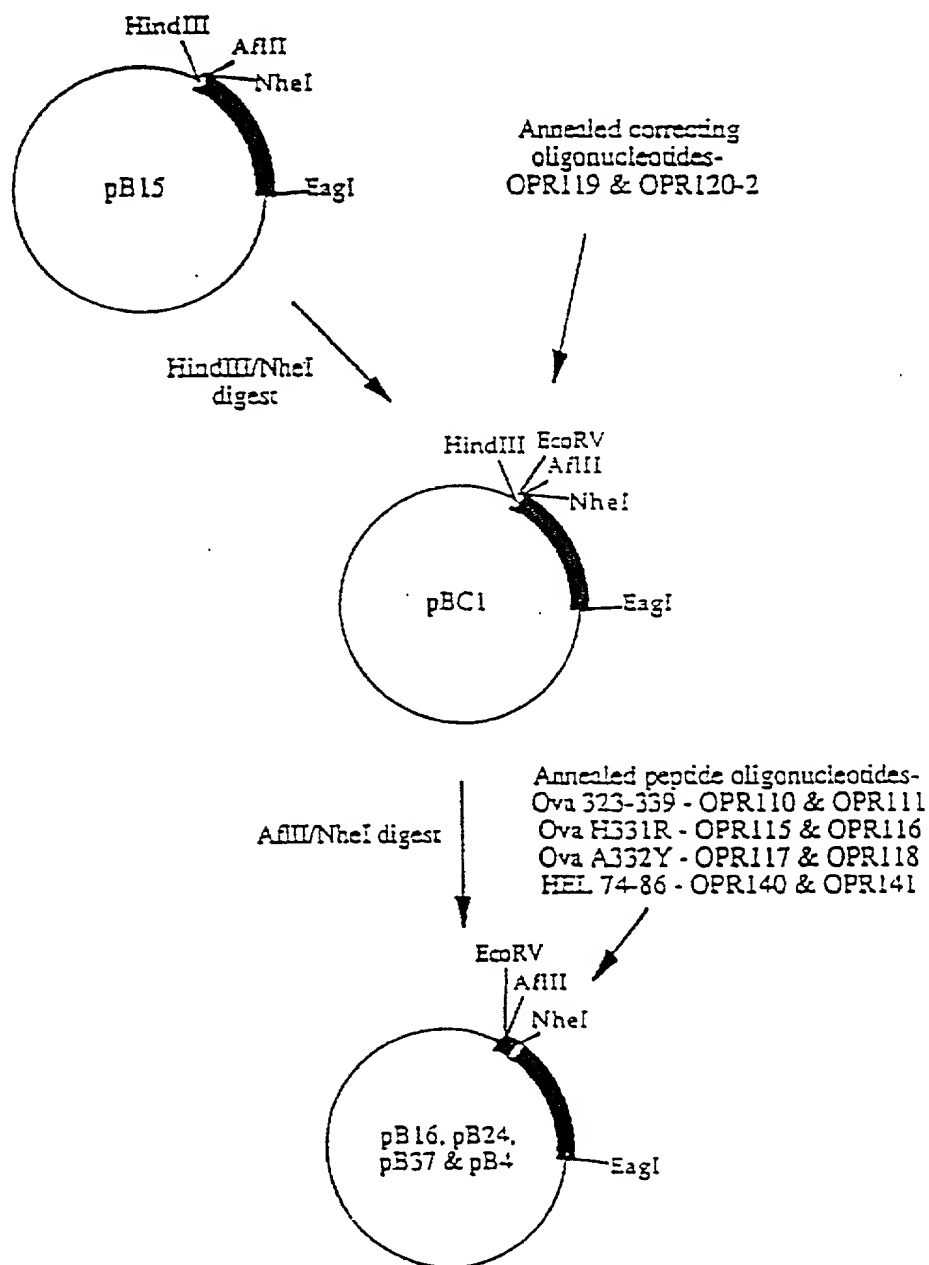 HindIII
AflII
NheI
pB15
EagI
Annealed correcting
oligonucleotides-
OPR119 & OPR120-2
HindIII/NheI
digest
HindIII
EcoRV
AflII
NheI
pBC1
EagI
AflII/NheI digest
Annealed peptide oligonucleotides-
Ova 323-339 - OPR110 & OPR111
Ova H331R - OPR115 & OPR116
Ova A332Y - OPR117 & OPR118
HEL 74-86 - OPR140 & OPR141
EcoRV
AflII
NheI
pB16, pB24,
pB37 & pB4
EagI